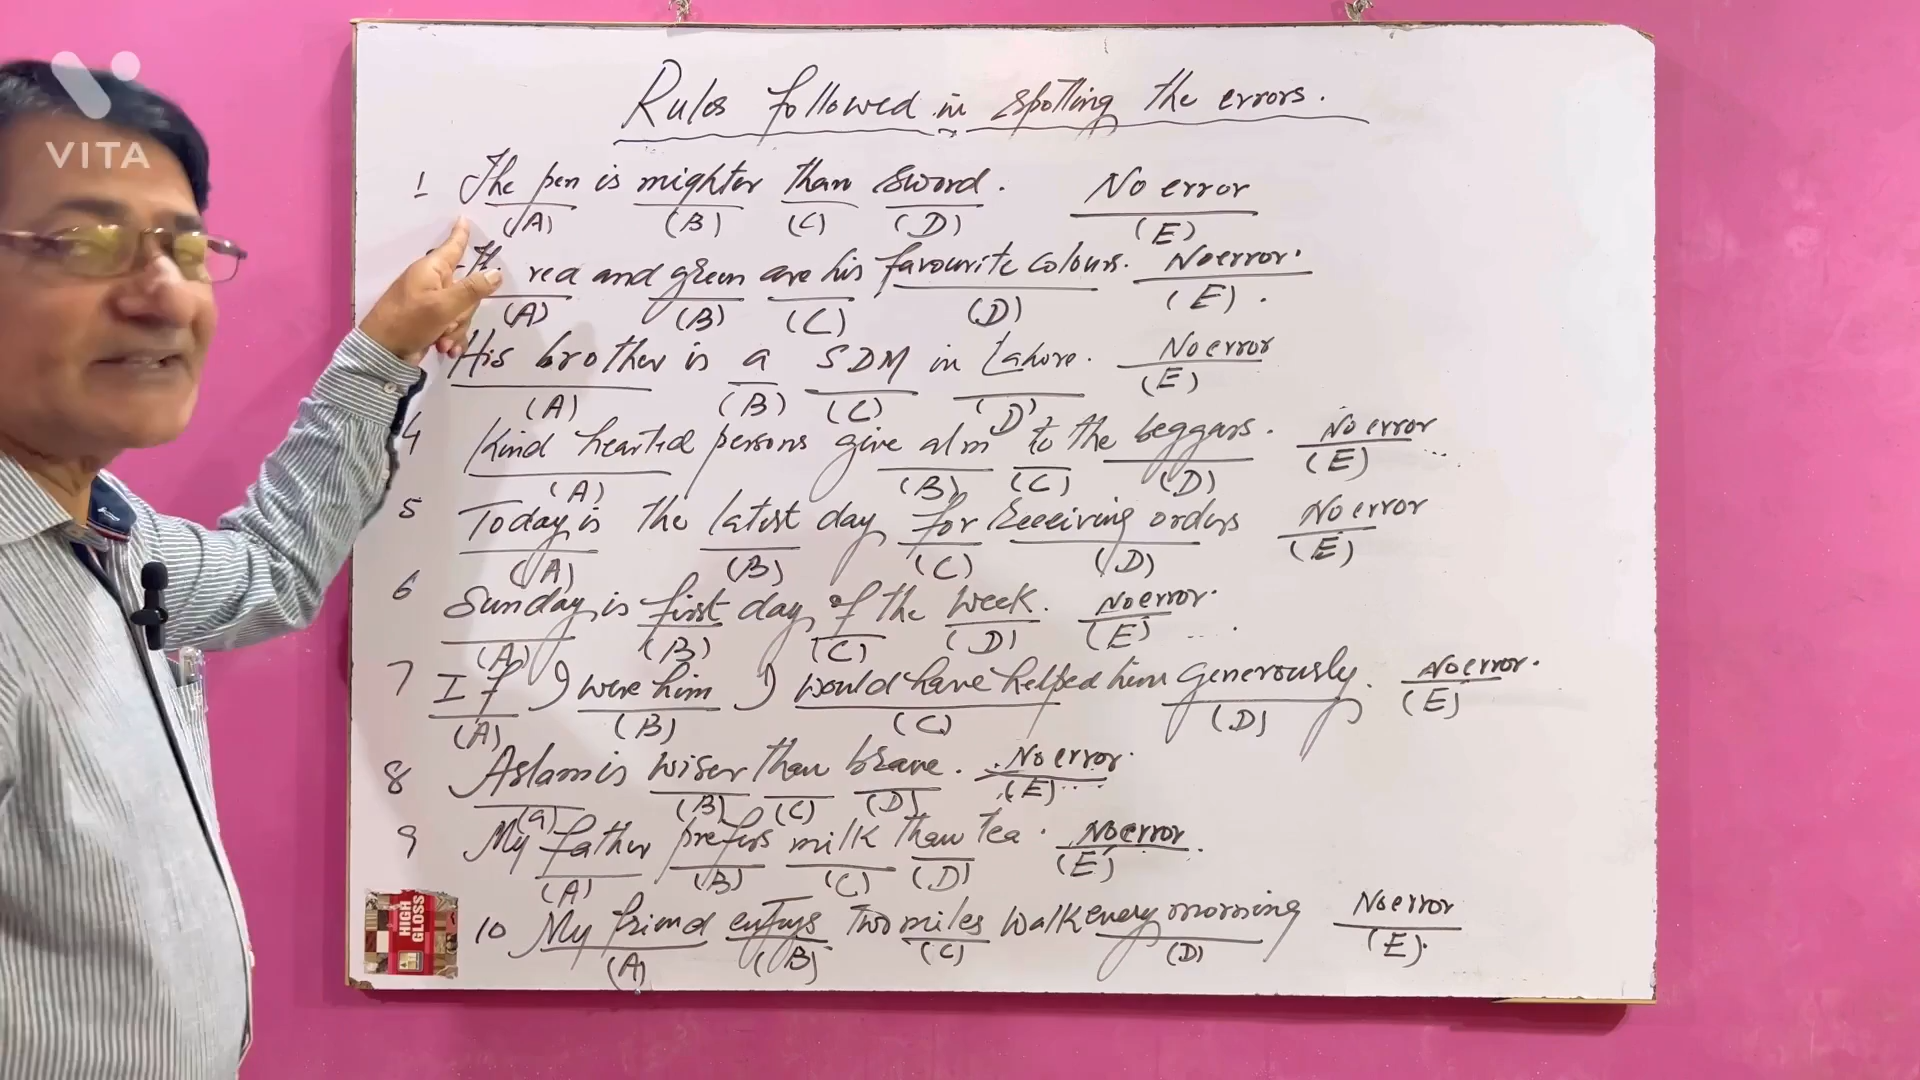 VITA
Rules followed in spotting the errors.
1 The pen is mighter than sword. No error
(A) (B) (C) (D) (E)
red and green are his favourite colours. No error.
(A) (B) (C) (D) (E).
His brother is a SDM in Lahore. No error
(A) (B) (C) (D) (E)
4 Kind hearted persons give alm to the beggars. No error
(A) (B) (C) (D) (E)
5 Today is the latest day for receiving orders No error
(A) (B) (C) (D) (E)
6 Sunday is first day of the week. No error.
(A) (B) (C) (D) (E)
7 If I were him I would have helped him generously. No error.
(A) (B) (C) (D) (E)
8 Aslam is wiser than brave. No error.
(a) (B) (C) (D) (E)
9 My father prefers milk than tea. No error.
(A) (B) (C) (D) (E)
HIGH GLOSS
10 My friend enjoys two miles walk every morning No error
(A) (B) (C) (D) (E).